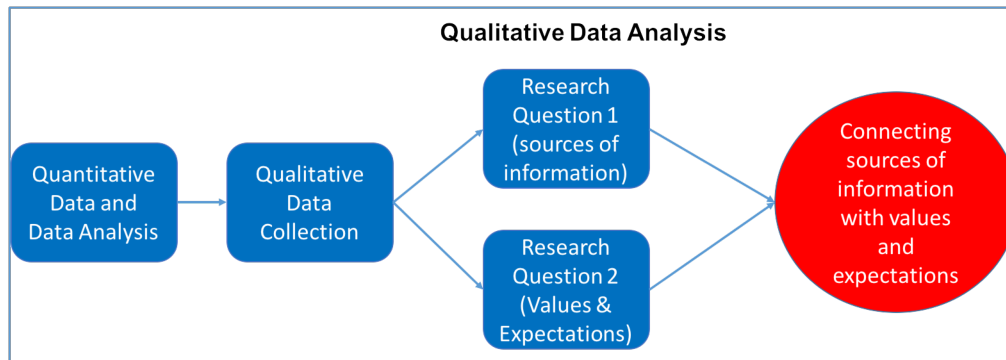 Qualitative Data Analysis
Quantitative
Data and
Data Analysis
Qualitative
Data
Collection
Research
Question 1
(sources of
information)
Research
Question 2
(Values &
Expectations)
Connecting
sources of
information
with values
and
expectations